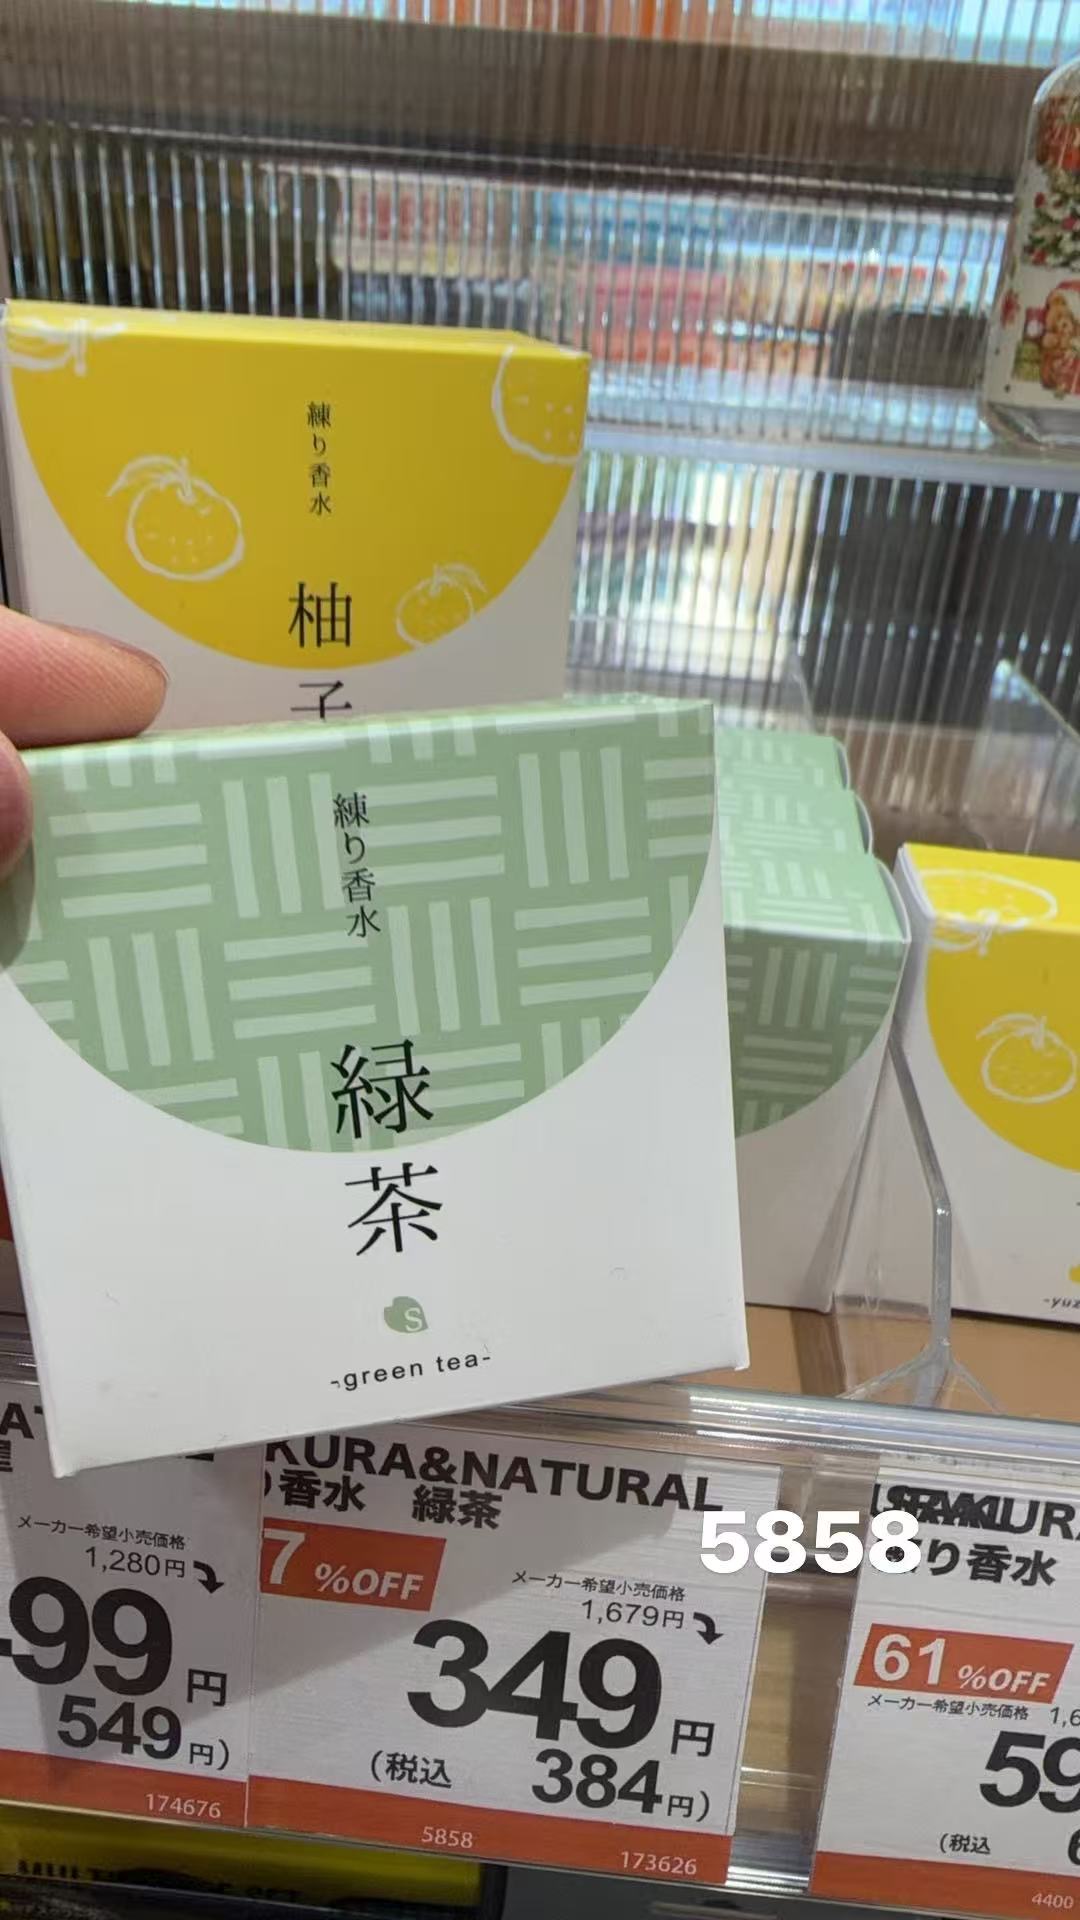 練り香水
柚子
練り香水
緑茶
S
-green tea-
KURA&NATURAL
香水 緑茶
7%OFF
メーカー希望小売価格
1,679円
349円
(税込 384円)
5858
173626
5858
メーカー希望小売価格
1,280円
99円
549円)
174676
り香水
61%OFF
メーカー希望小売価格
59
(税込
4400